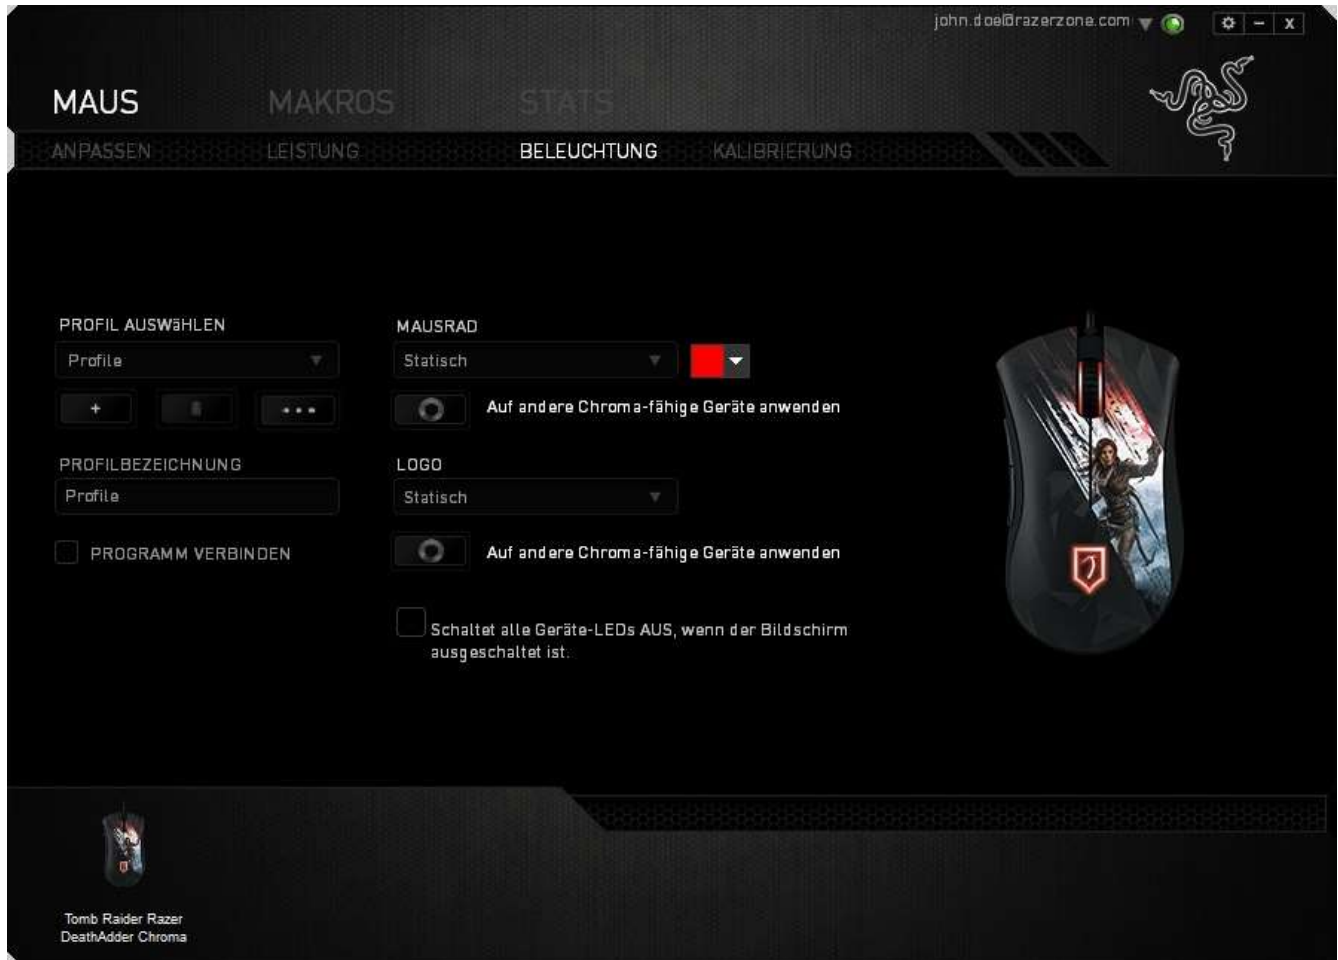 john.doe@razerzone.com
MAUS MAKROS STATS
ANPASSEN LEISTUNG BELEUCHTUNG KALIBRIERUNG
PROFIL AUSWäHLEN
Profile
PROFILBEZEICHNUNG
Profile
PROGRAMM VERBINDEN
MAUSRAD
Statisch
Auf andere Chroma-fähige Geräte anwenden
LOGO
Statisch
Auf andere Chroma-fähige Geräte anwenden
Schaltet alle Geräte-LEDs AUS, wenn der Bildschirm
ausgeschaltet ist.
Tomb Raider Razer
DeathAdder Chroma